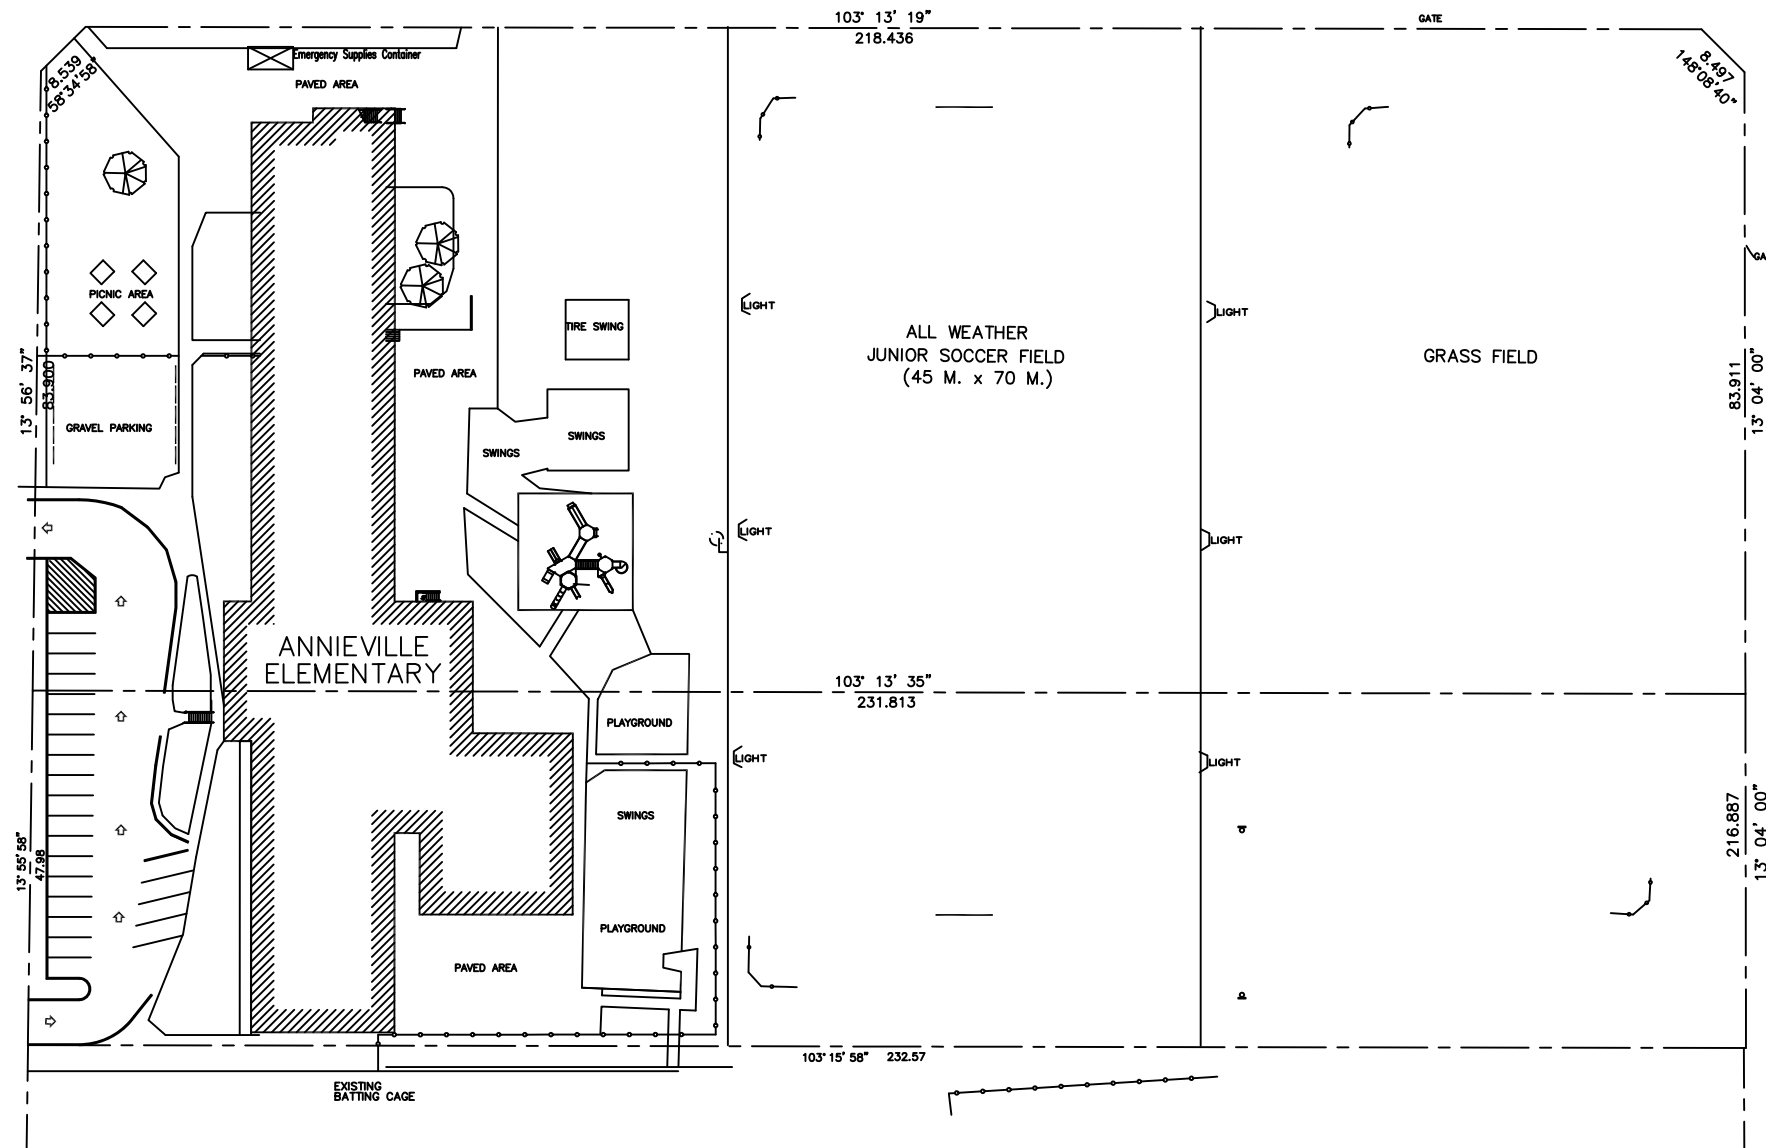 103° 13' 19"
218.436
GATE
8.539
58°34'58"
8.497
148°08'40"
Emergency Supplies Container
PAVED AREA
PICNIC AREA
GA
LIGHT
LIGHT
TIRE SWING
ALL WEATHER
JUNIOR SOCCER FIELD
(45 M. x 70 M.)
GRASS FIELD
13° 56' 37"
83.900
PAVED AREA
83.911
13° 04' 00"
GRAVEL PARKING
SWINGS
SWINGS
LIGHT
LIGHT
ANNIEVILLE
ELEMENTARY
103° 13' 35"
231.813
PLAYGROUND
LIGHT
LIGHT
SWINGS
216.887
13° 04' 00"
13° 55' 58"
47.98
PLAYGROUND
PAVED AREA
103° 15' 58" 232.57
EXISTING
BATTING CAGE